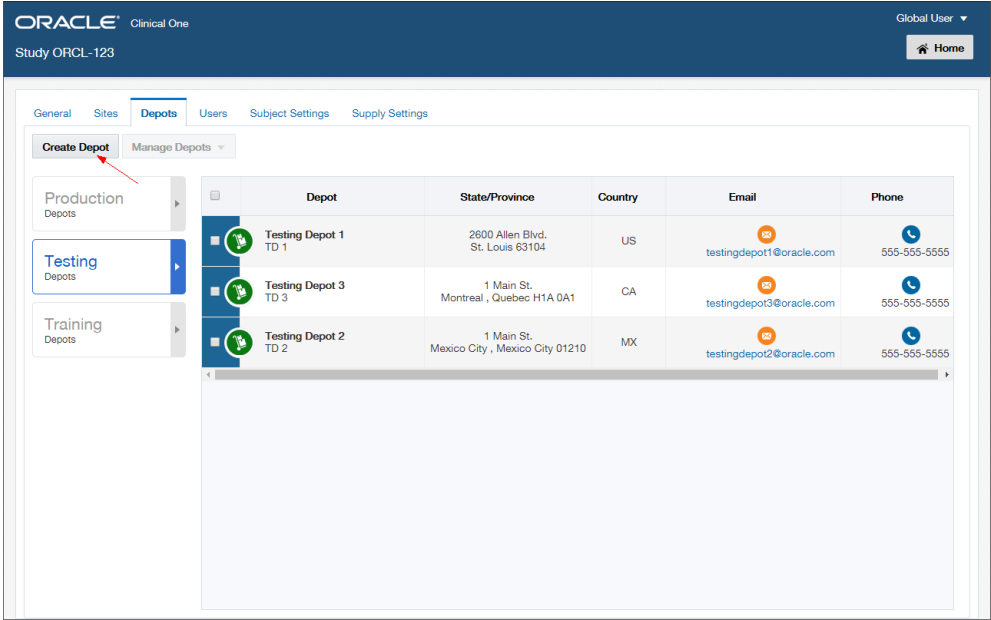 ORACLE® Clinical One
Global User
Study ORCL-123
Home
General Sites Depots Users Subject Settings Supply Settings
Create Depot Manage Depots
Production
Depots
Testing
Depots
Training
Depots
Depot State/Province Country Email Phone
Testing Depot 1
TD 1
2600 Allen Blvd.
St. Louis 63104
US
testingdepot1@oracle.com
555-555-5555
Testing Depot 3
TD 3
1 Main St.
Montreal , Quebec H1A 0A1
CA
testingdepot3@oracle.com
555-555-5555
Testing Depot 2
TD 2
1 Main St.
Mexico City , Mexico City 01210
MX
testingdepot2@oracle.com
555-555-5555